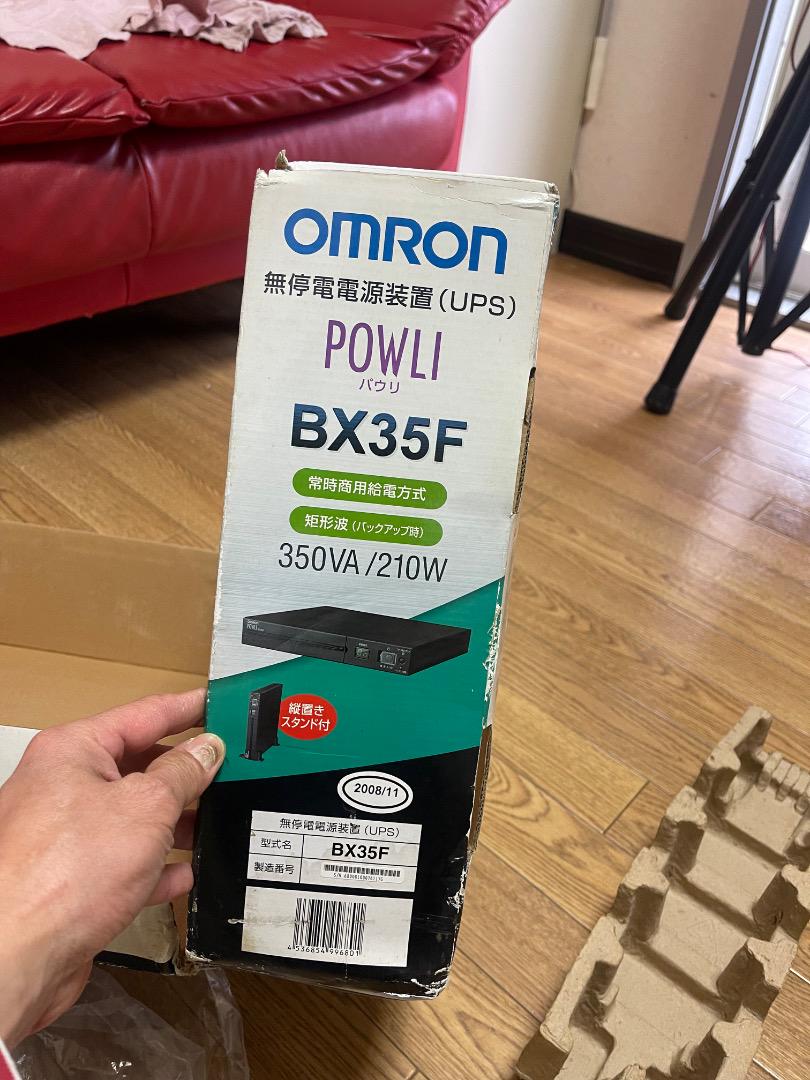 OMRON
無停電電源装置(UPS)
POWLI
パウリ
BX35F
常時商用給電方式
矩形波(バックアップ時)
350VA/210W
OMRON
POWLI
縦置き
スタンド付
2008/11
無停電電源装置(UPS)
型式名 BX35F
製造番号
4536854996801